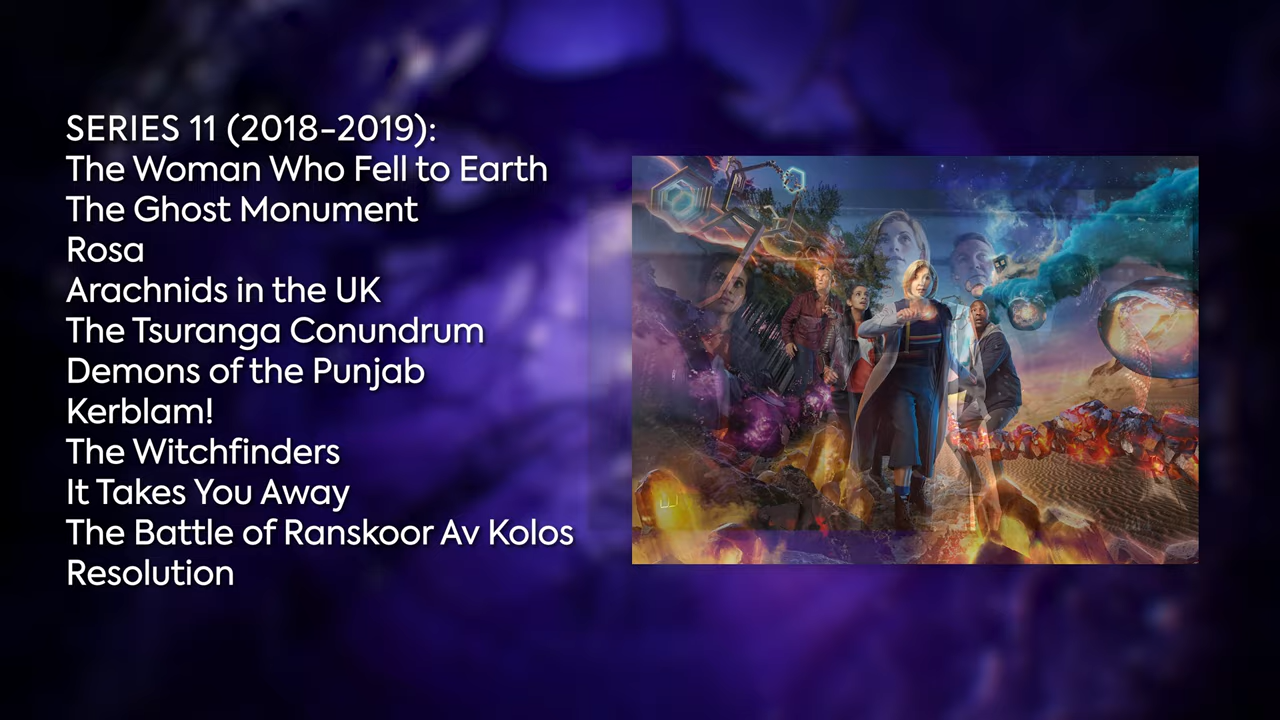 SERIES 11 (2018-2019):
The Woman Who Fell to Earth
The Ghost Monument
Rosa
Arachnids in the UK
The Tsuranga Conundrum
Demons of the Punjab
Kerblam!
The Witchfinders
It Takes You Away
The Battle of Ranskoor Av Kolos
Resolution